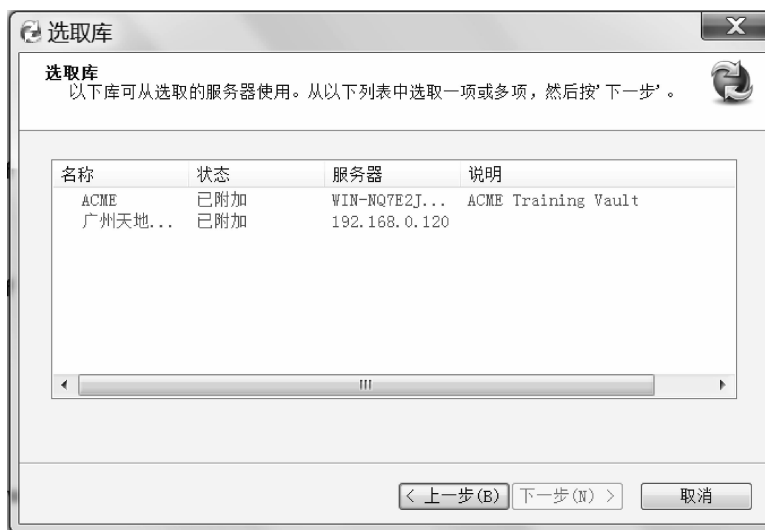 选取库
选取库
以下库可从选取的服务器使用。从以下列表中选取一项或多项，然后按'下一步'。
名称 状态 服务器 说明
ACME 已附加 WIN-NQ7E2J... ACME Training Vault
广州天地... 已附加 192.168.0.120
< 上一步(B) 下一步(N) > 取消